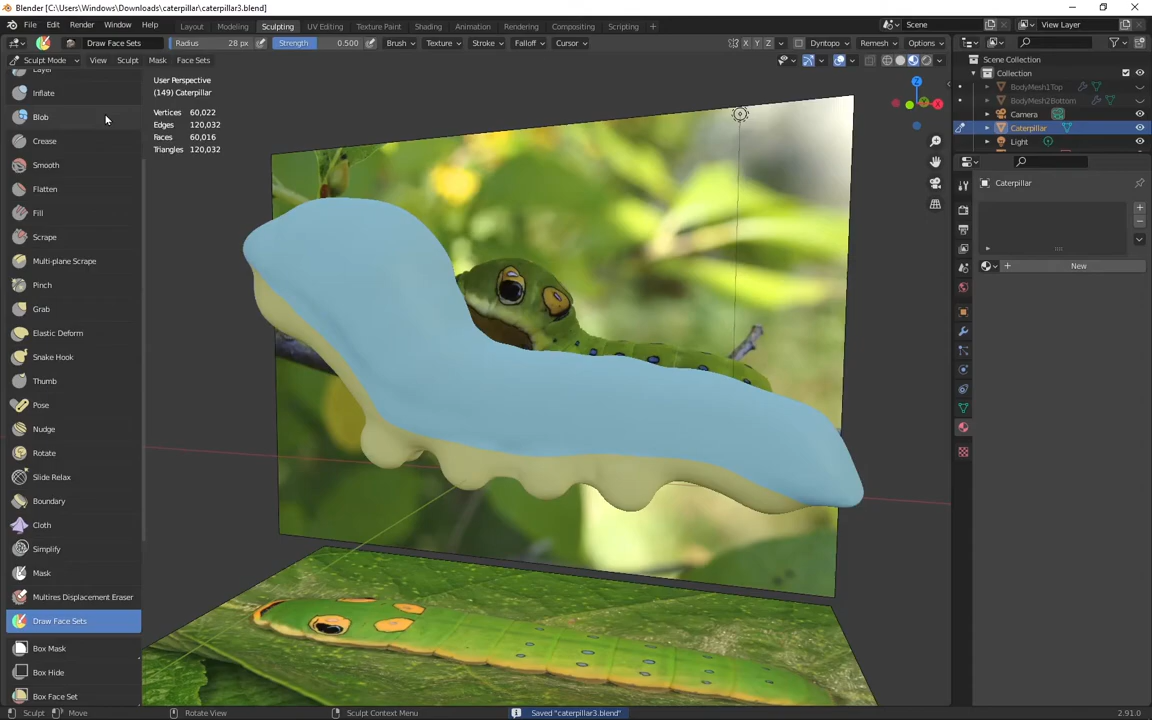 Blender [C:\Users\Windows\Downloads\caterpillar\caterpillar3.blend]
File Edit Render Window Help Layout Modeling Sculpting UV Editing Texture Paint Shading Animation Rendering Compositing Scripting + Scene View Layer
Draw Face Sets Radius 28 px Strength 0.500 Brush Texture Stroke Falloff Cursor X Y Z Dyntopo Remesh Options
Sculpt Mode View Sculpt Mask Face Sets
Layer
Inflate
Blob
Crease
Smooth
Flatten
Fill
Scrape
Multi-plane Scrape
Pinch
Grab
Elastic Deform
Snake Hook
Thumb
Pose
Nudge
Rotate
Slide Relax
Boundary
Cloth
Simplify
Mask
Multires Displacement Eraser
Draw Face Sets
Box Mask
Box Hide
Box Face Set
User Perspective
(149) Caterpillar
Vertices 60,022
Edges 120,032
Faces 60,016
Triangles 120,032
Z
X
Y
Scene Collection
Collection
BodyMesh1Top
BodyMesh2Bottom
Camera
Caterpillar
Light
Caterpillar
+
−
+ New
Sculpt Move Rotate View Sculpt Context Menu Saved "caterpillar3.blend" 2.91.0